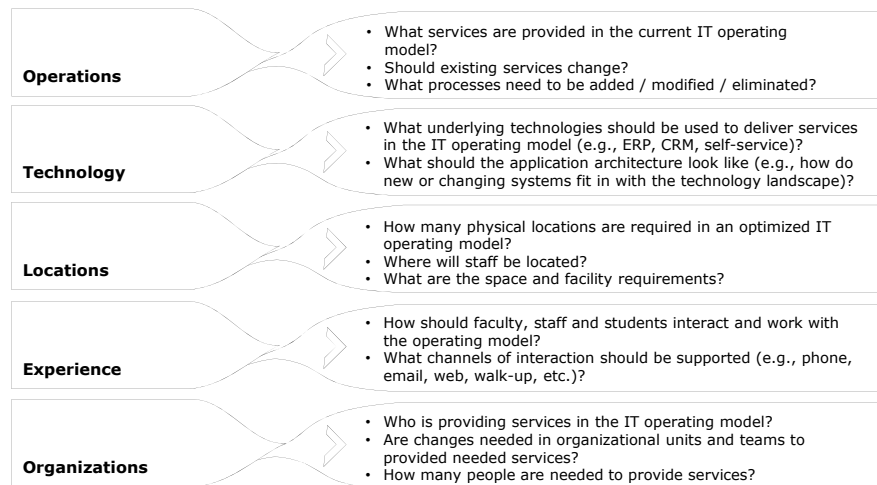 Operations
• What services are provided in the current IT operating
model?
• Should existing services change?
• What processes need to be added / modified / eliminated?
Technology
• What underlying technologies should be used to deliver services
in the IT operating model (e.g., ERP, CRM, self-service)?
• What should the application architecture look like (e.g., how do
new or changing systems fit in with the technology landscape)?
Locations
• How many physical locations are required in an optimized IT
operating model?
• Where will staff be located?
• What are the space and facility requirements?
Experience
• How should faculty, staff and students interact and work with
the operating model?
• What channels of interaction should be supported (e.g., phone,
email, web, walk-up, etc.)?
Organizations
• Who is providing services in the IT operating model?
• Are changes needed in organizational units and teams to
provided needed services?
• How many people are needed to provide services?